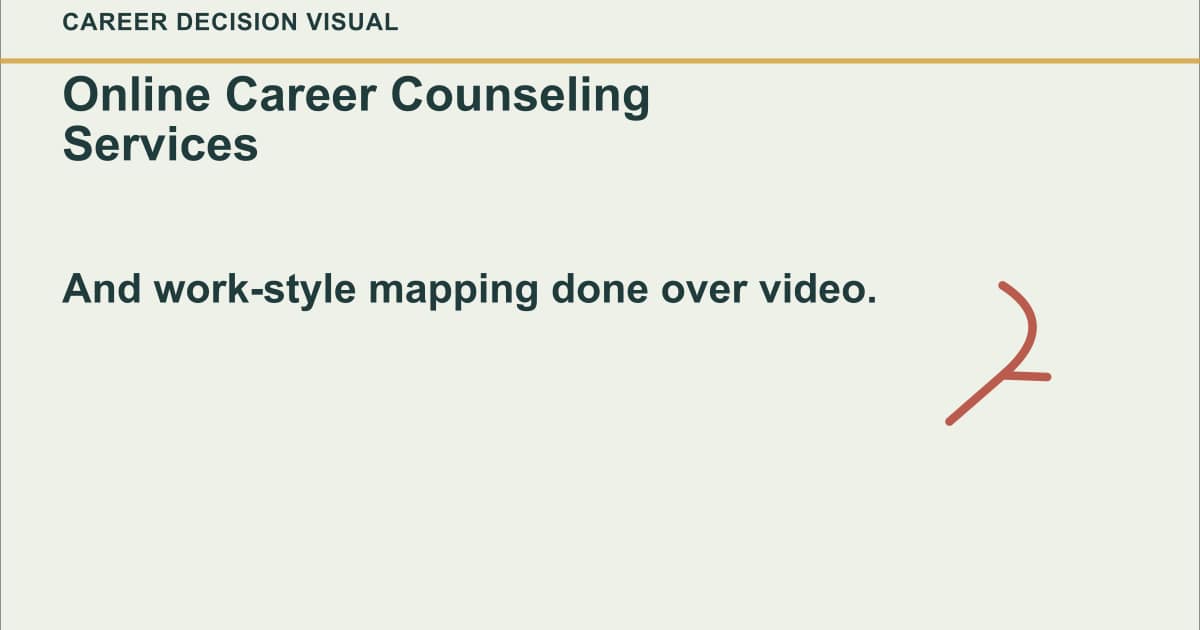 CAREER DECISION VISUAL
Online Career Counseling
Services
And work-style mapping done over video.